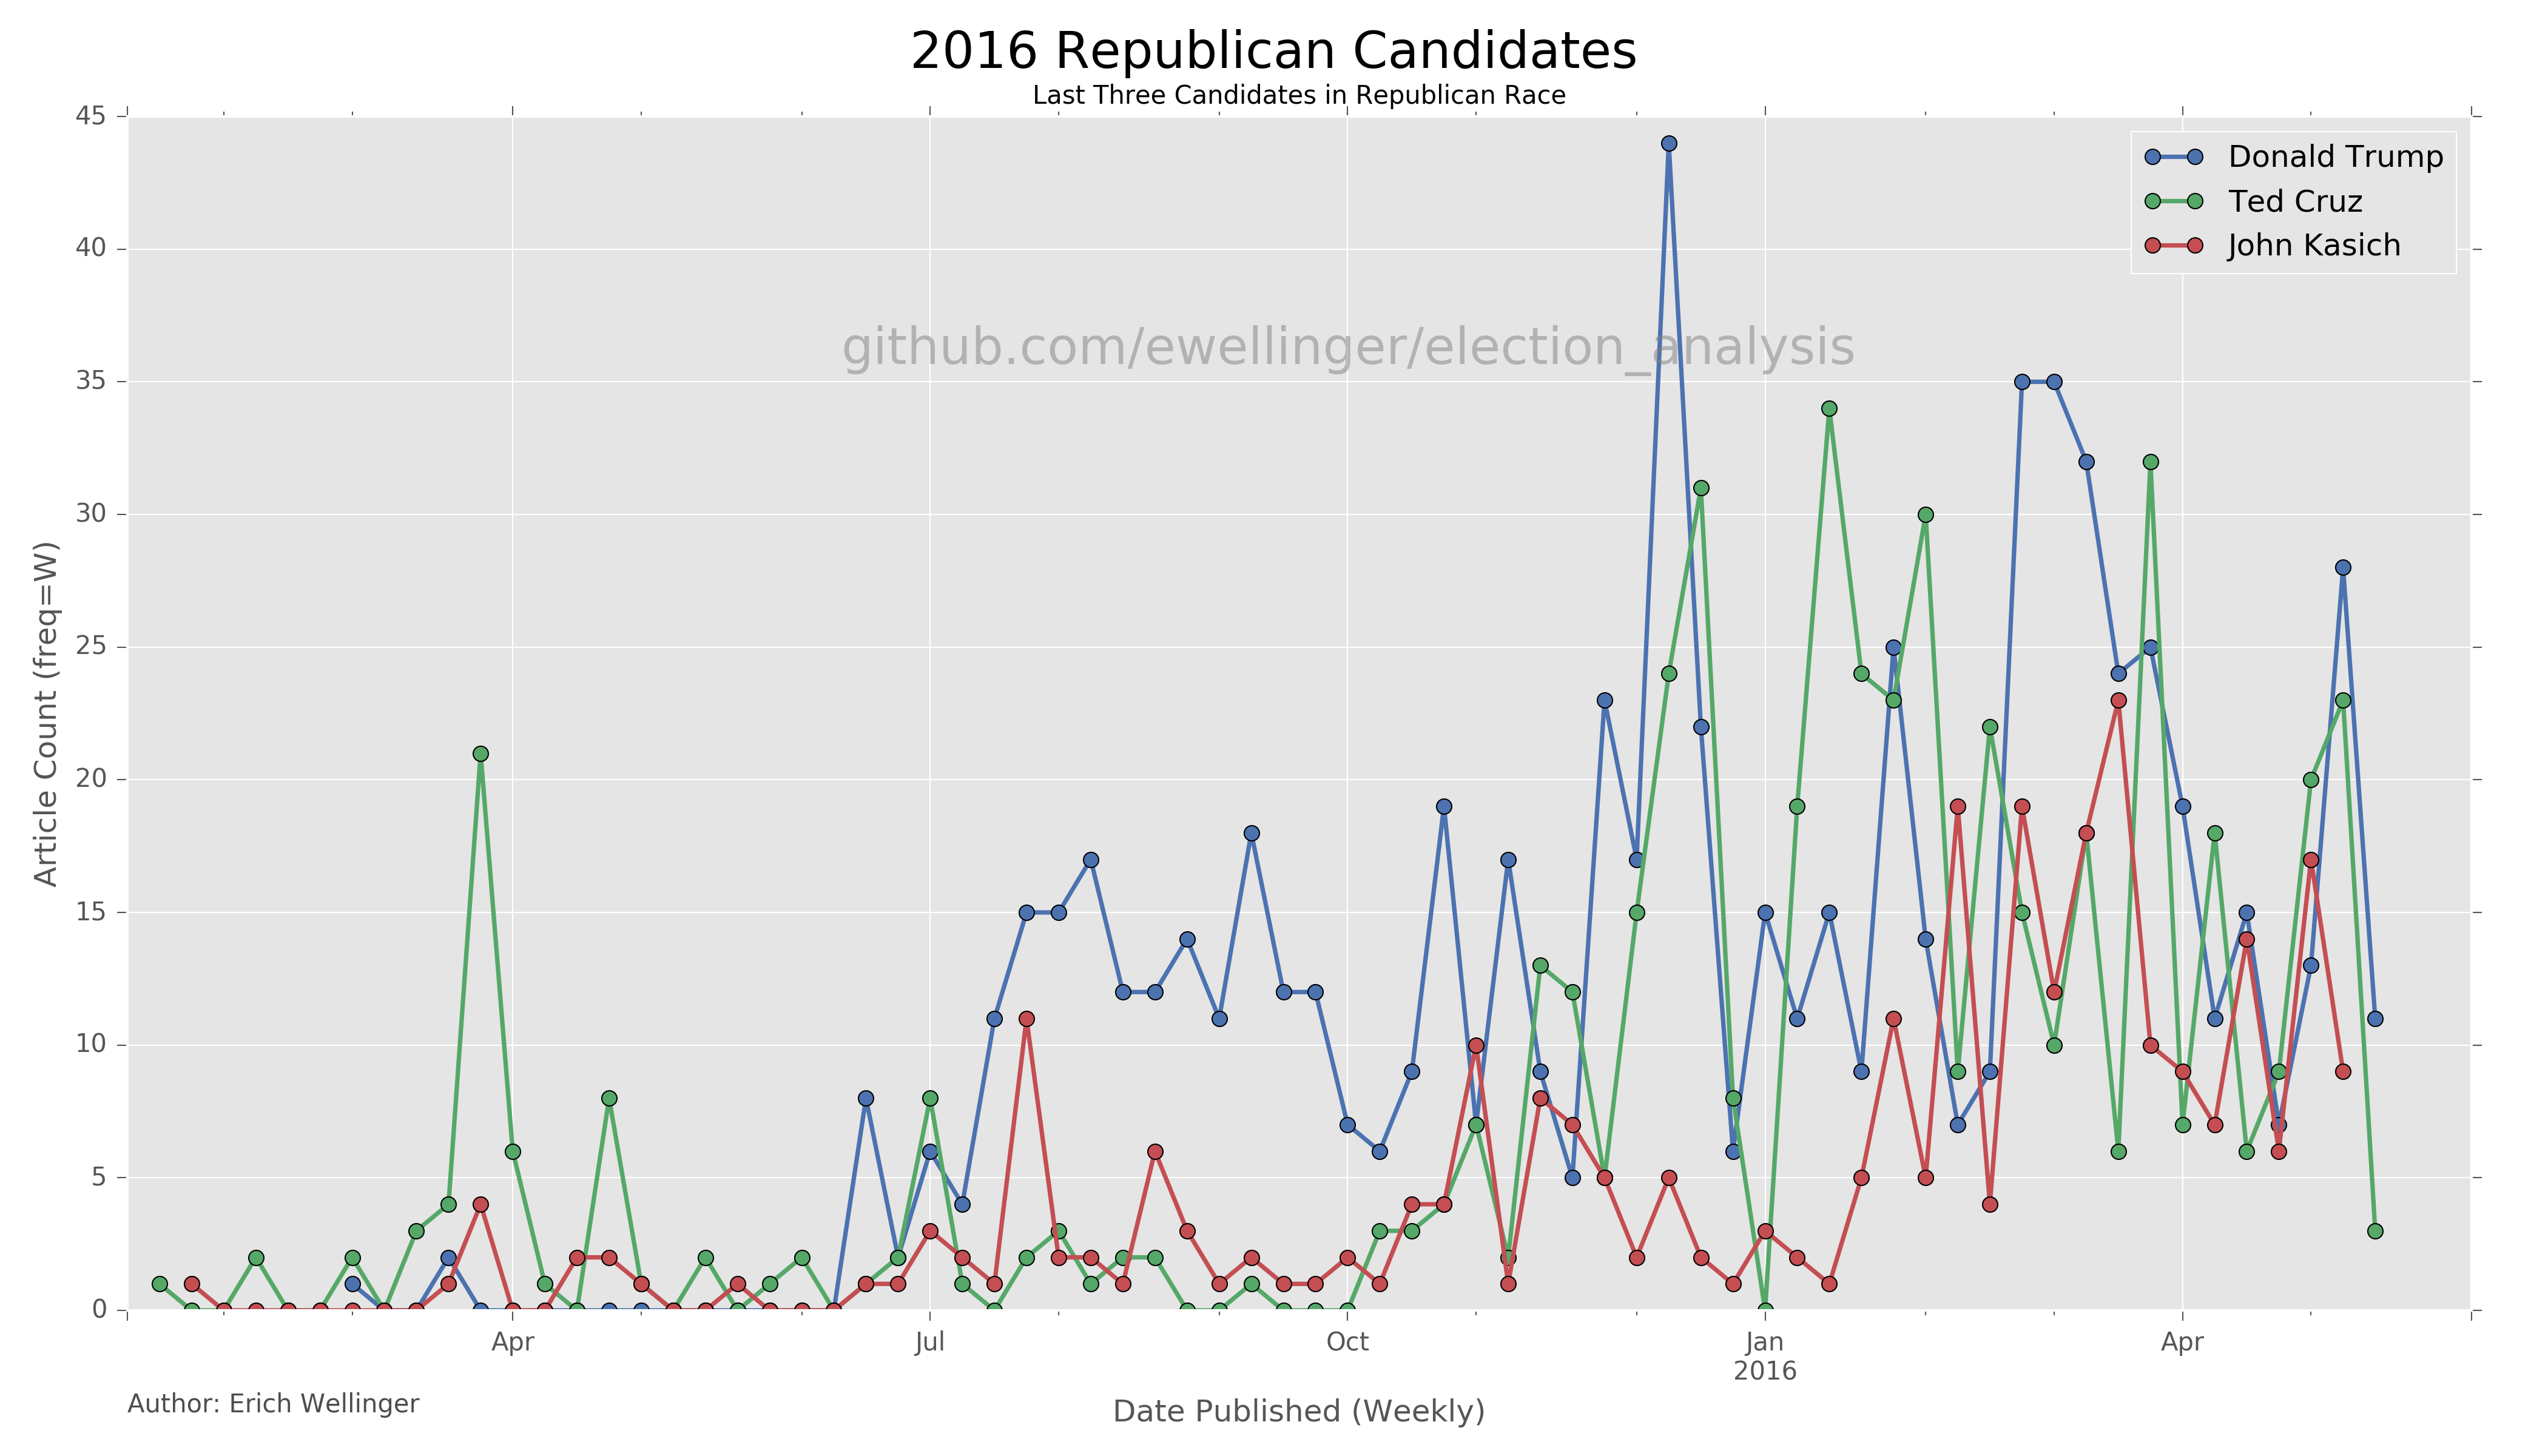 2016 Republican Candidates
Last Three Candidates in Republican Race
45
40
35
30
25
20
15
10
5
0
Article Count (freq=W)
Donald Trump
Ted Cruz
John Kasich
github.com/ewellinger/election_analysis
Apr
Jul
Oct
Jan
2016
Apr
Date Published (Weekly)
Author: Erich Wellinger